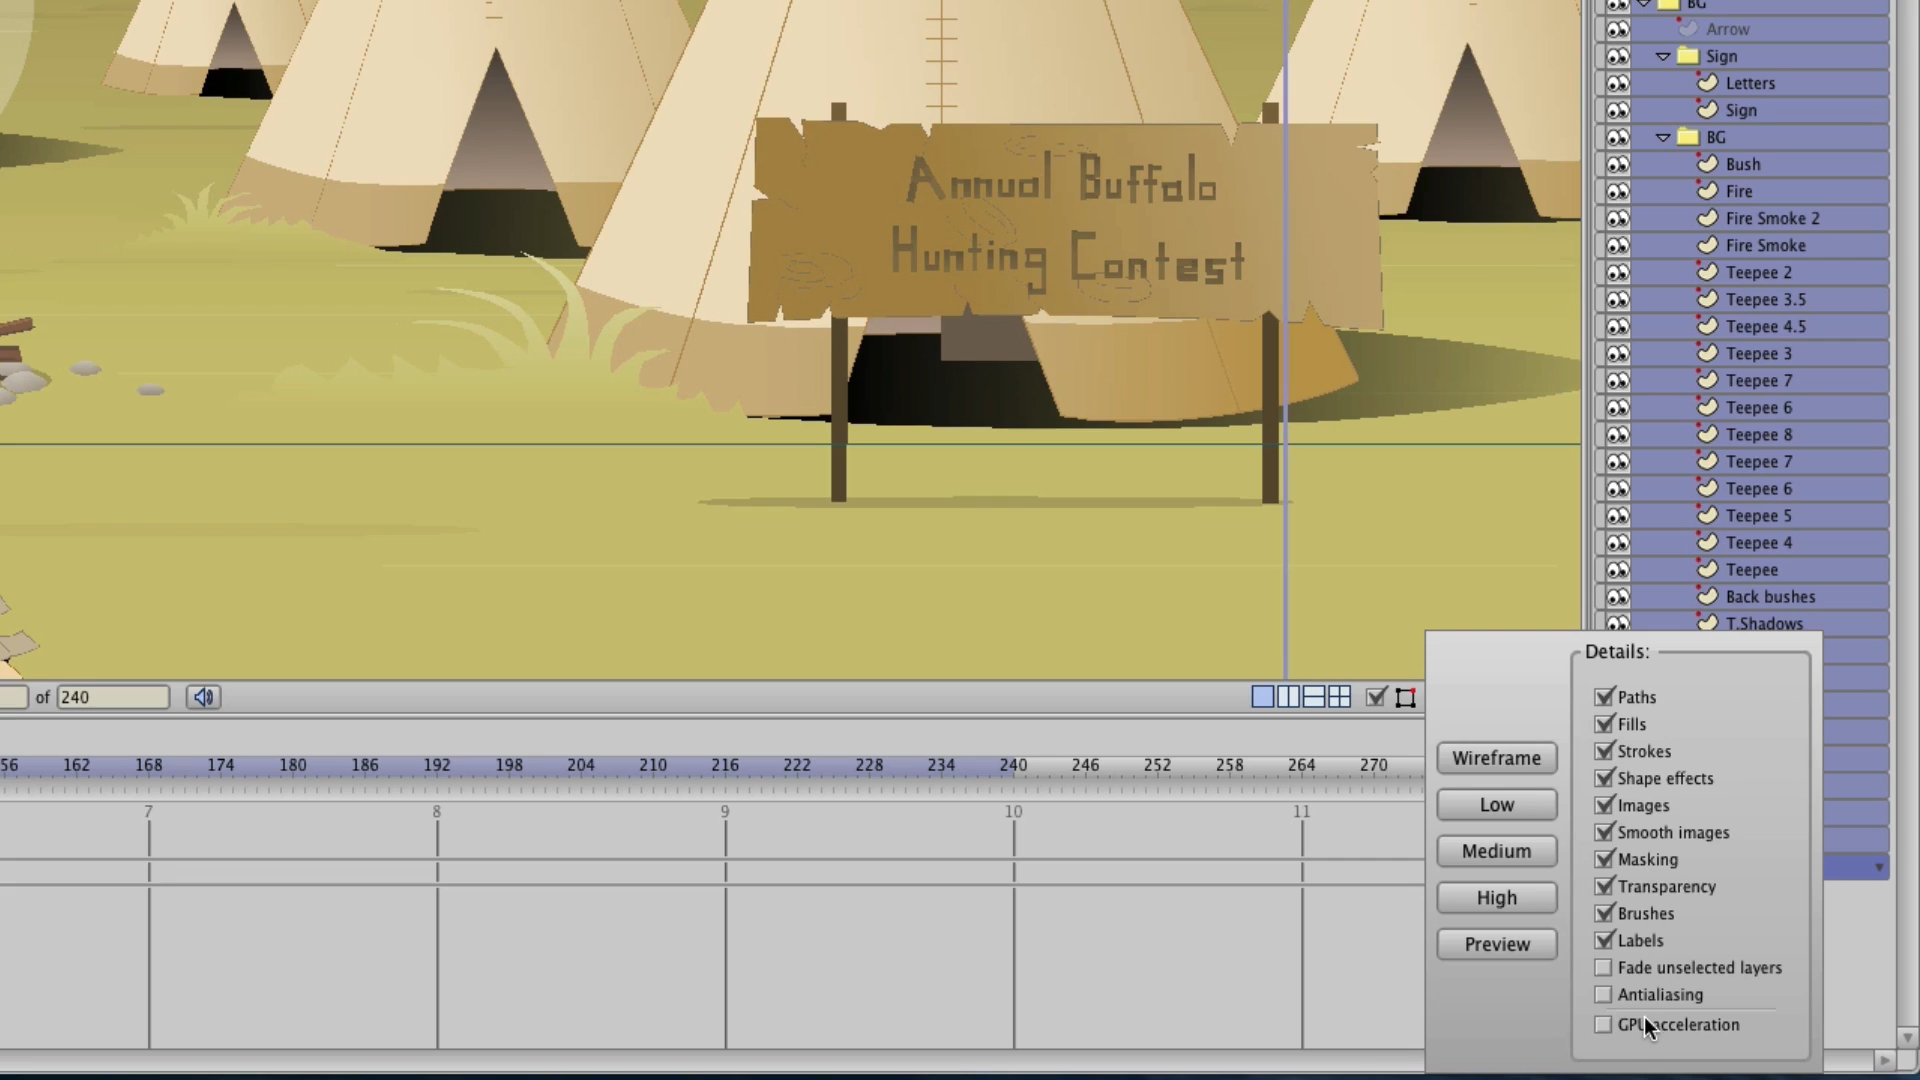 BG
Arrow
Sign
Letters
Sign
BG
Bush
Fire
Fire Smoke 2
Fire Smoke
Teepee 2
Teepee 3.5
Teepee 4.5
Teepee 3
Teepee 7
Teepee 6
Teepee 8
Teepee 7
Teepee 6
Teepee 5
Teepee 4
Teepee
Back bushes
T.Shadows
Annual Buffalo
Hunting Contest
of 240
56 162 168 174 180 186 192 198 204 210 216 222 228 234 240 246 252 258 264 270
7 8 9 10 11
Wireframe
Low
Medium
High
Preview
Details:
Paths
Fills
Strokes
Shape effects
Images
Smooth images
Masking
Transparency
Brushes
Labels
Fade unselected layers
Antialiasing
GPU acceleration